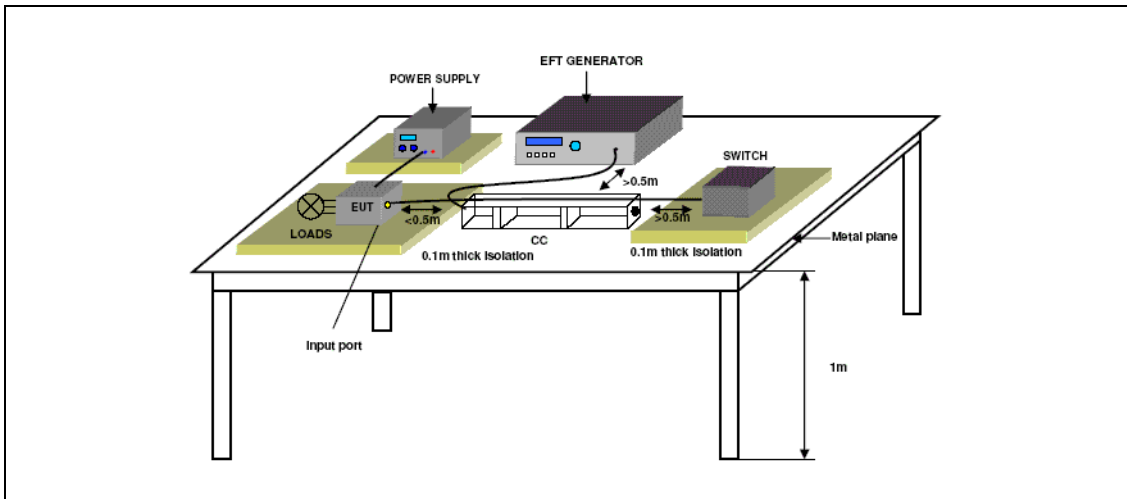 EFT GENERATOR
POWER SUPPLY
SWITCH
>0.5m
EUT
<0.5m
>0.5m
LOADS
CC
Metal plane
0.1m thick isolation
0.1m thick isolation
Input port
1m